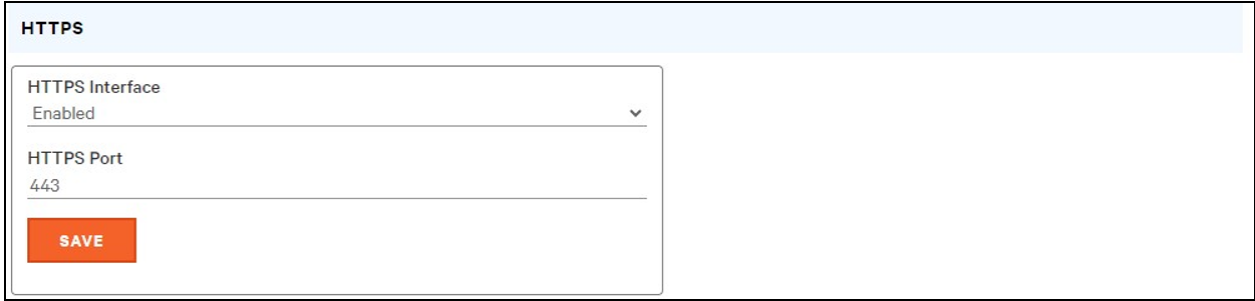 HTTPS
HTTPS Interface
Enabled
HTTPS Port
443
SAVE